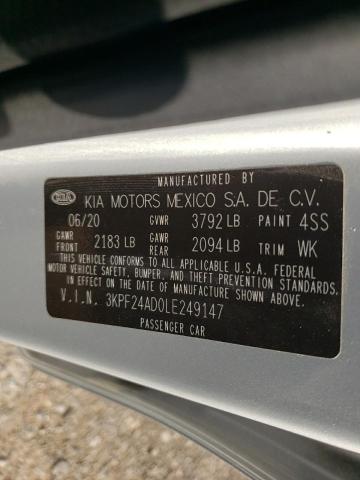 MANUFACTURED BY
KIA KIA MOTORS MEXICO S.A. DE C.V.
06/20 GVWR 3792 LB PAINT 4SS
GAWR FRONT 2183 LB GAWR REAR 2094 LB TRIM WK
THIS VEHICLE CONFORMS TO ALL APPLICABLE U.S.A. FEDERAL
MOTOR VEHICLE SAFETY, BUMPER, AND THEFT PREVENTION STANDARDS
IN EFFECT ON THE DATE OF MANUFACTURE SHOWN ABOVE.
V.I.N. 3KPF24AD0LE249147
PASSENGER CAR